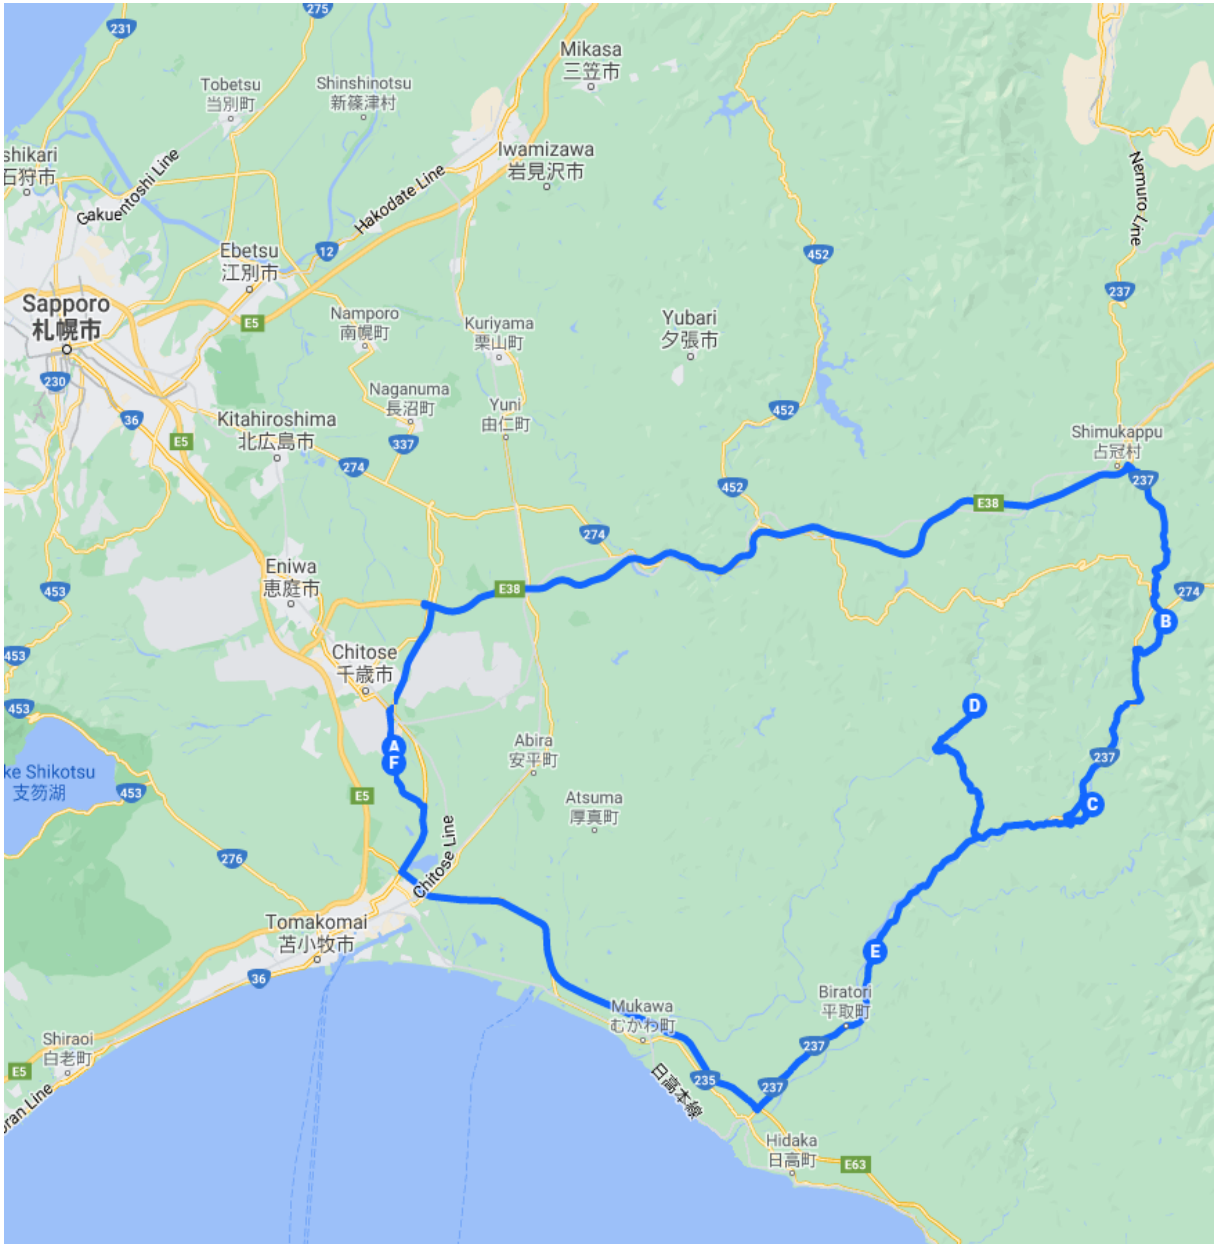 275
231
Mikasa
三笠市
Tobetsu
当別町
Shinshinotsu
新篠津村
shikari
石狩市
Gakuentoshi Line
Iwamizawa
岩見沢市
Hakodate Line
Nemuro Line
Ebetsu
江別市
12
452
237
Sapporo
札幌市
E5
Namporo
南幌町
Kuriyama
栗山町
Yubari
夕張市
230
36
Naganuma
長沼町
Yuni
由仁町
452
Kitahiroshima
北広島市
E5
337
274
Shimukappu
占冠村
237
452
E38
274
Eniwa
恵庭市
453
E38
274
B
453
Chitose
千歳市
453
D
A
F
Abira
安平町
237
ke Shikotsu
支笏湖
453
E5
Atsuma
厚真町
C
276
Chitose Line
Tomakomai
苫小牧市
E
36
Biratori
平取町
Mukawa
むかわ町
237
Shiraoi
白老町
E5
oran Line
日高本線
235
237
Hidaka
日高町
E63